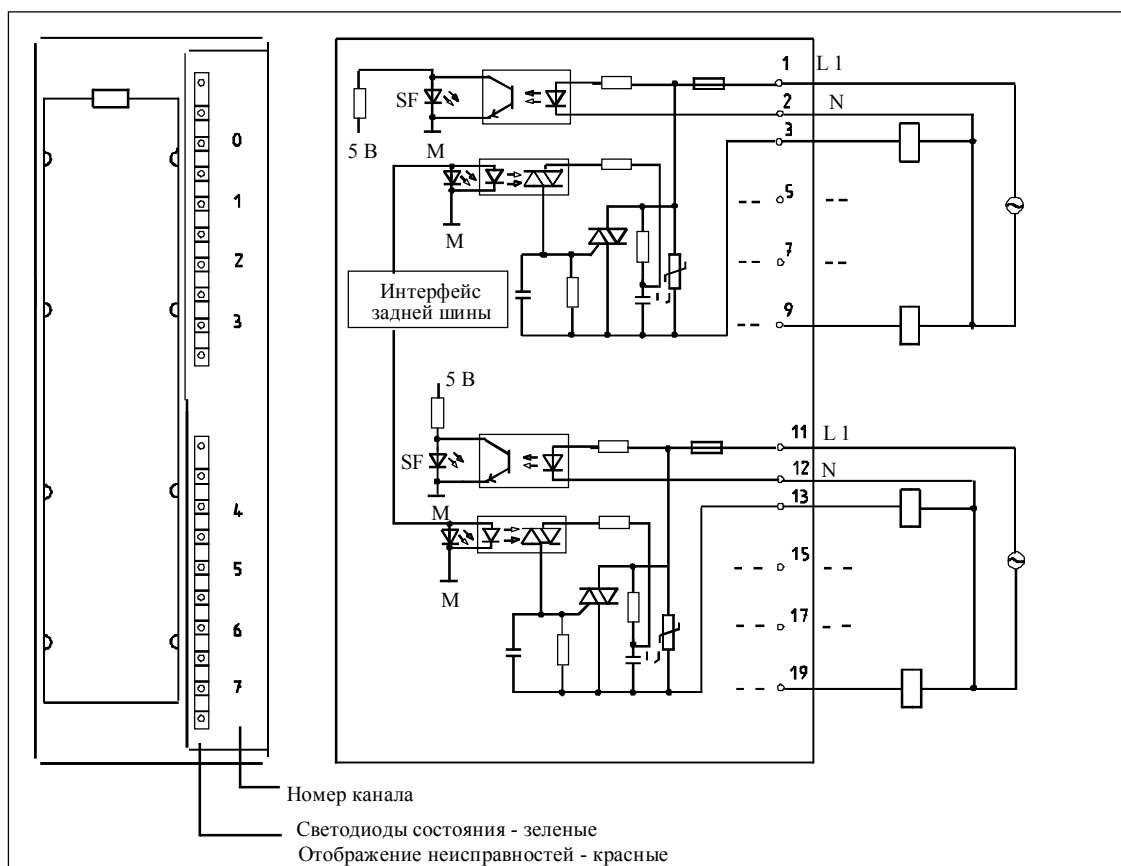 1 L 1
2 N
3
SF
5 В
M
5
0
1
M
7
2
Интерфейс
задней шины
3
9
5 В
11 L 1
SF
12 N
4
13
M
5
15
M
6
17
7
19
Номер канала
Светодиоды состояния - зеленые
Отображение неисправностей - красные